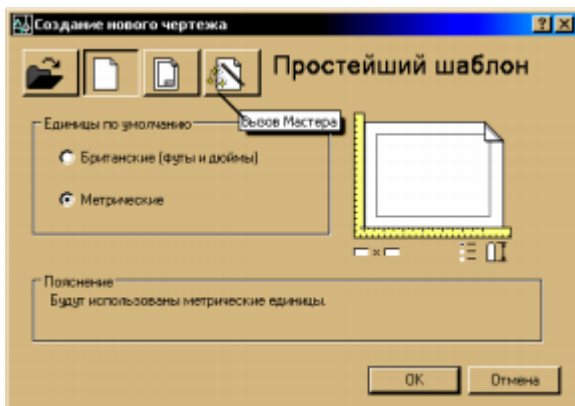 Создание нового чертежа
Простейший шаблон
Вызов Мастера
Единицы по умолчанию
Британские (футы и дюймы)
Метрические
Пояснение
Будут использованы метрические единицы.
OK
Отмена